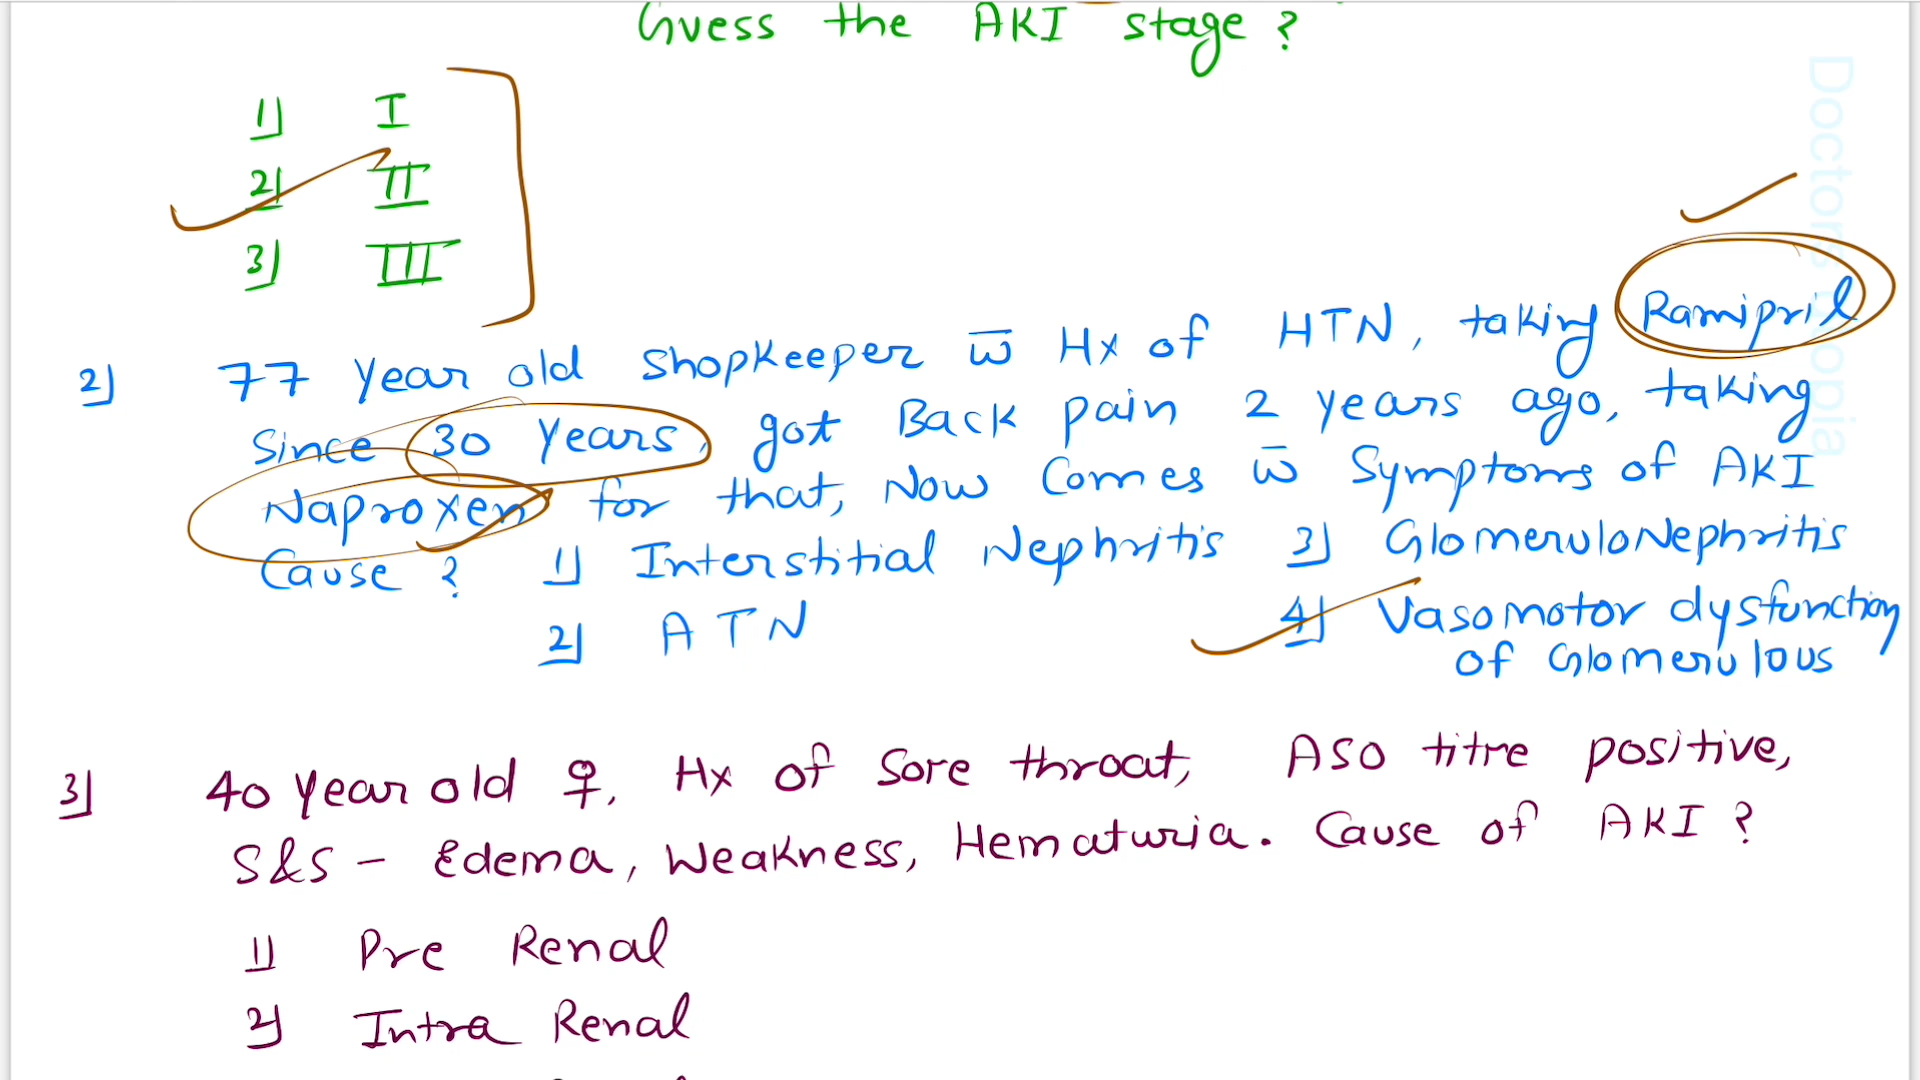 Guess the AKI stage ?
1) I
2) II
3) III
2) 77 Year old shopkeeper w̅ Hx of HTN, taking Ramipril
Since 30 Years, got Back pain 2 years ago, taking
Naproxen for that, Now Comes w̅ Symptoms of AKI
Cause ? 1) Interstitial Nephritis 3) GlomeruloNephritis
2) ATN 4) Vasomotor dysfunction
of Glomerulous
3) 40 Year old ♀, Hx of Sore throat, ASO titre positive,
S&S - Edema, Weakness, Hematuria. Cause of AKI ?
1) Pre Renal
2) Intra Renal